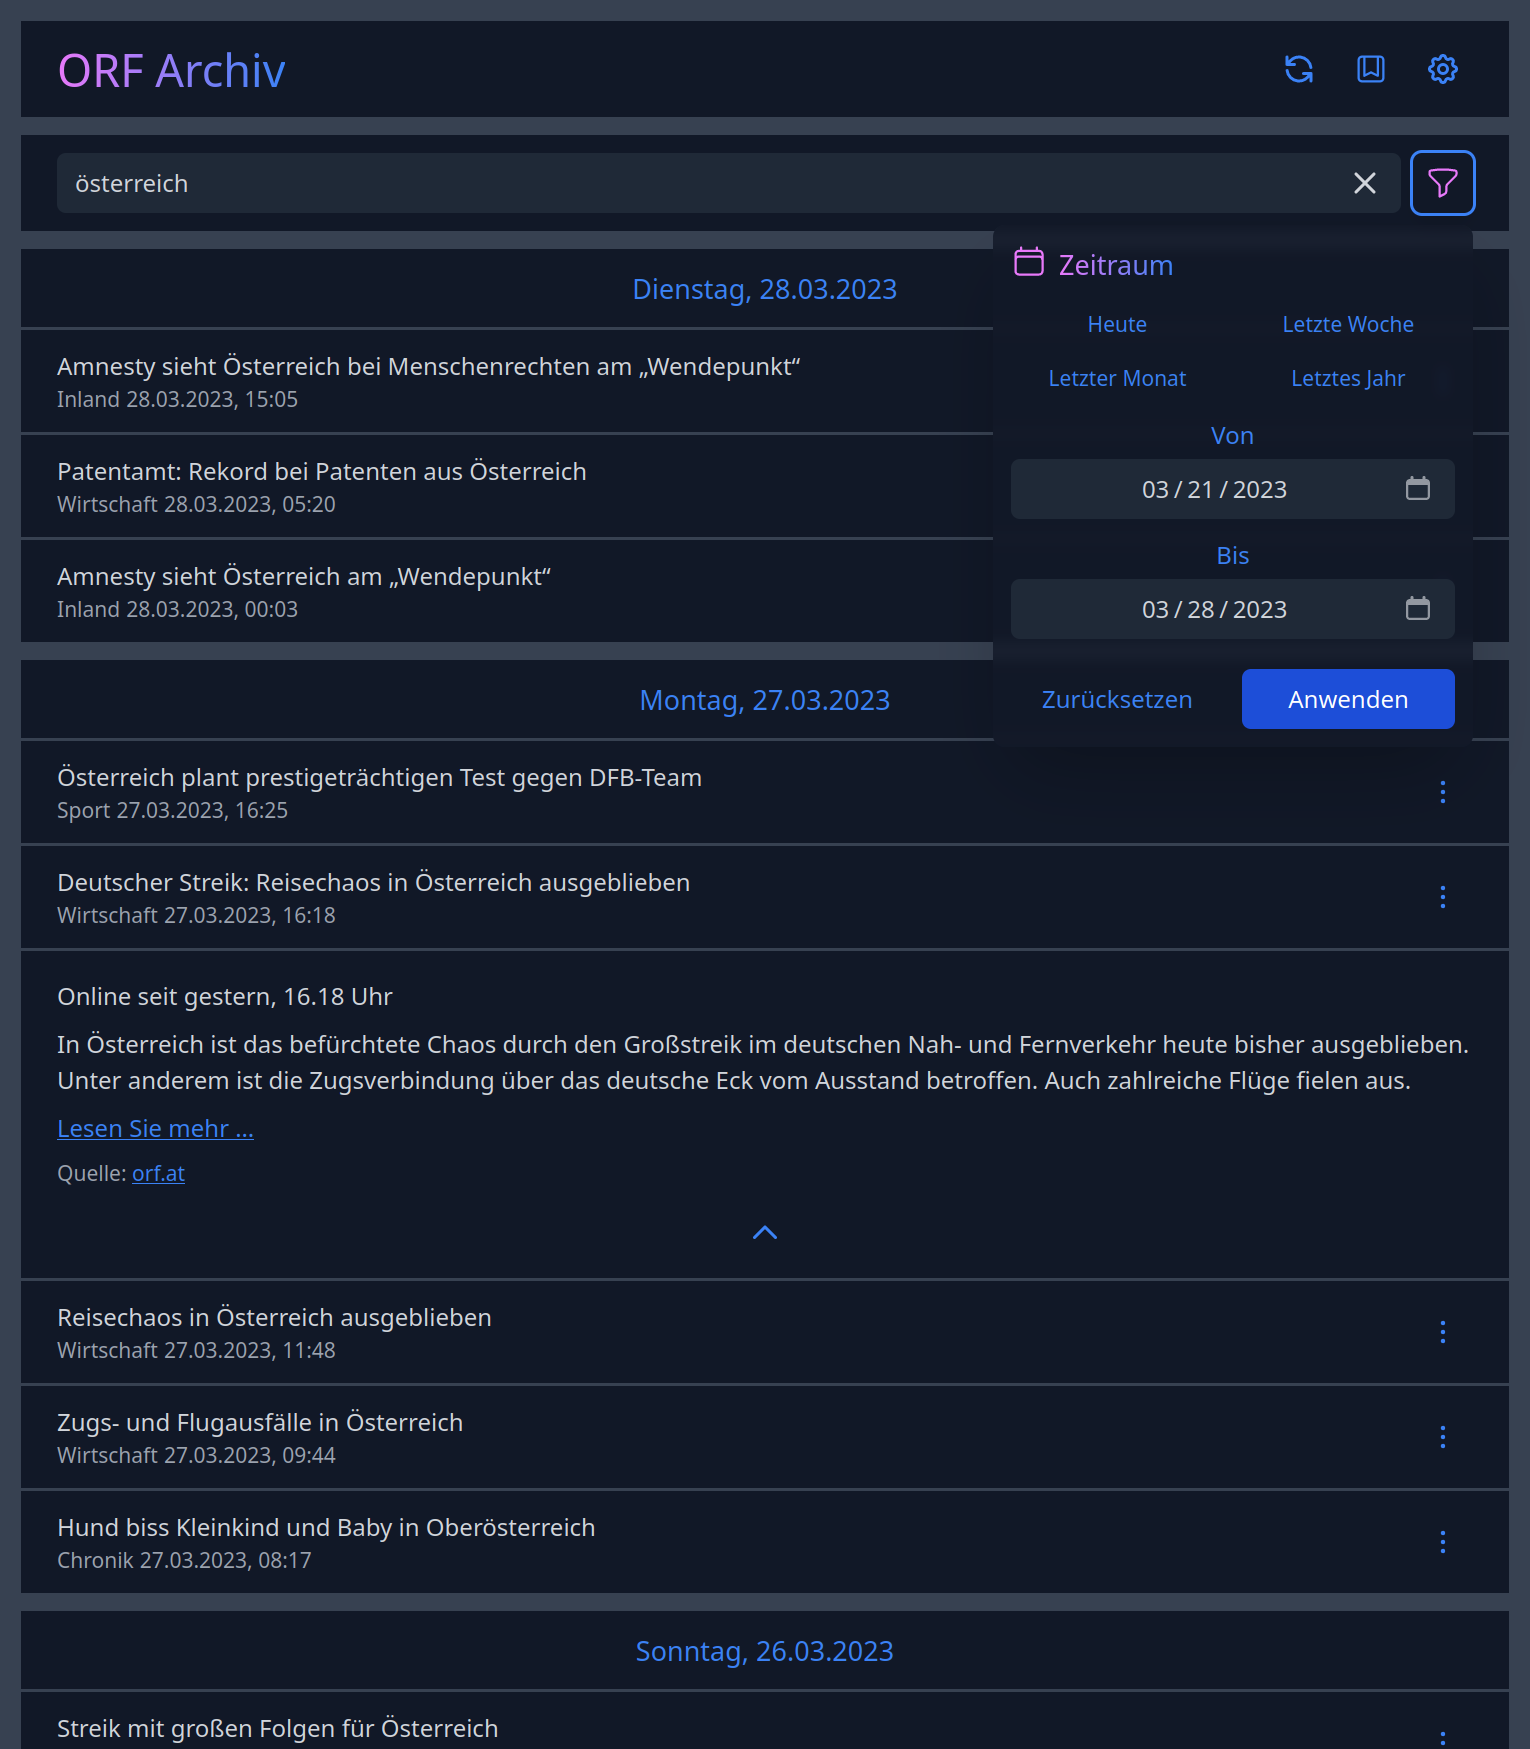 ORF Archiv
österreich
Zeitraum
Heute
Letzte Woche
Letzter Monat
Letztes Jahr
Von
03/21/2023
Bis
03/28/2023
Zurücksetzen
Anwenden
Dienstag, 28.03.2023
Amnesty sieht Österreich bei Menschenrechten am „Wendepunkt“
Inland 28.03.2023, 15:05
Patentamt: Rekord bei Patenten aus Österreich
Wirtschaft 28.03.2023, 05:20
Amnesty sieht Österreich am „Wendepunkt“
Inland 28.03.2023, 00:03
Montag, 27.03.2023
Österreich plant prestigeträchtigen Test gegen DFB-Team
Sport 27.03.2023, 16:25
Deutscher Streik: Reisechaos in Österreich ausgeblieben
Wirtschaft 27.03.2023, 16:18
Online seit gestern, 16.18 Uhr
In Österreich ist das befürchtete Chaos durch den Großstreik im deutschen Nah- und Fernverkehr heute bisher ausgeblieben.
Unter anderem ist die Zugsverbindung über das deutsche Eck vom Ausstand betroffen. Auch zahlreiche Flüge fielen aus.
Lesen Sie mehr …
Quelle: orf.at
Reisechaos in Österreich ausgeblieben
Wirtschaft 27.03.2023, 11:48
Zugs- und Flugausfälle in Österreich
Wirtschaft 27.03.2023, 09:44
Hund biss Kleinkind und Baby in Oberösterreich
Chronik 27.03.2023, 08:17
Sonntag, 26.03.2023
Streik mit großen Folgen für Österreich